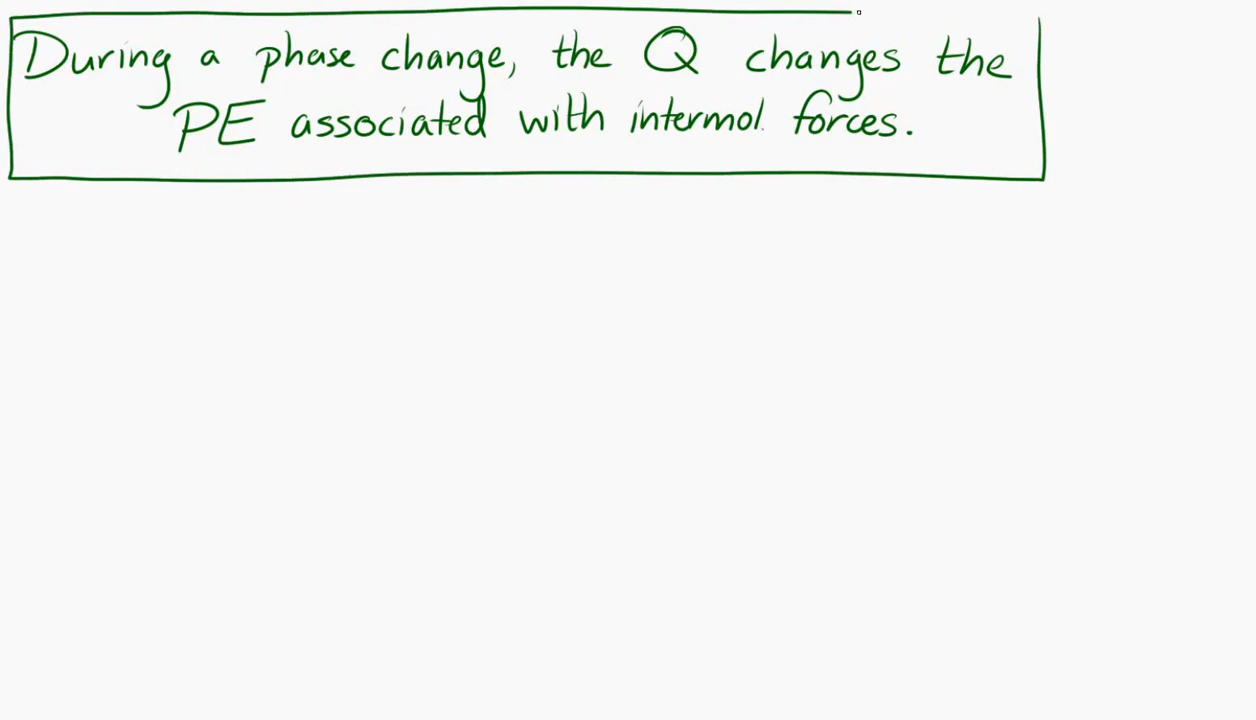 During a phase change, the Q changes the
PE associated with intermol. forces.